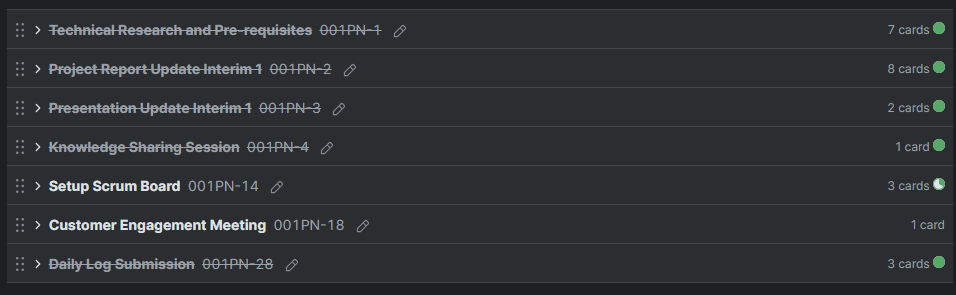 Technical Research and Pre-requisites 001PN-1 7 cards
Project Report Update Interim 1 001PN-2 8 cards
Presentation Update Interim 1 001PN-3 2 cards
Knowledge Sharing Session 001PN-4 1 card
Setup Scrum Board 001PN-14 3 cards
Customer Engagement Meeting 001PN-18 1 card
Daily Log Submission 001PN-28 3 cards